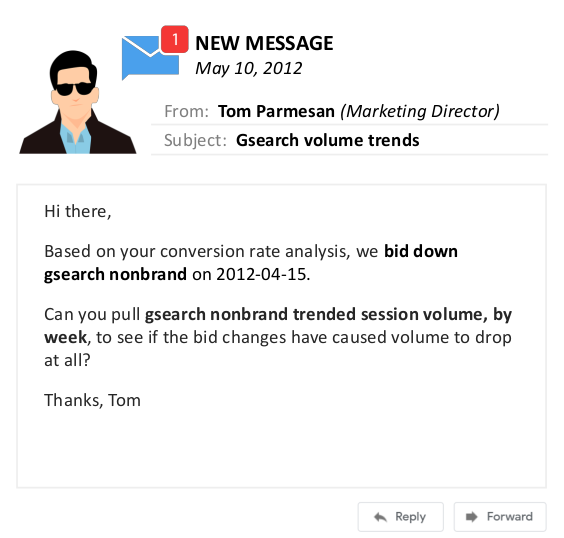 1
NEW MESSAGE
May 10, 2012
From: Tom Parmesan (Marketing Director)
Subject: Gsearch volume trends
Hi there,
Based on your conversion rate analysis, we bid down
gsearch nonbrand on 2012-04-15.
Can you pull gsearch nonbrand trended session volume, by
week, to see if the bid changes have caused volume to drop
at all?
Thanks, Tom
Reply Forward